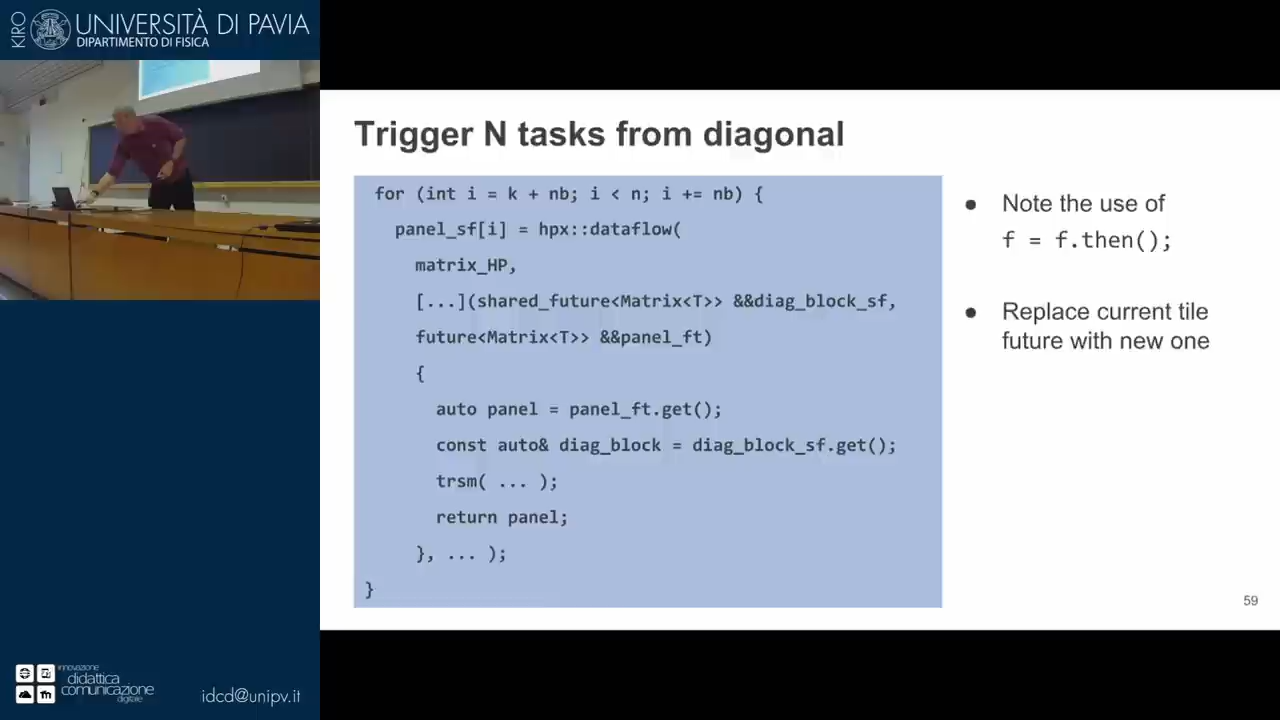 KIRO
UNIVERSITÀ DI PAVIA
DIPARTIMENTO DI FISICA
Trigger N tasks from diagonal
for (int i = k + nb; i < n; i += nb) {
panel_sf[i] = hpx::dataflow(
matrix_HP,
[...](shared_future<Matrix<T>> &&diag_block_sf,
future<Matrix<T>> &&panel_ft)
{
auto panel = panel_ft.get();
const auto& diag_block = diag_block_sf.get();
trsm( ... );
return panel;
}, ... );
}
● Note the use of
f = f.then();
● Replace current tile
future with new one
59
innovazione
didattica
comunicazione
digitale
idcd@unipv.it